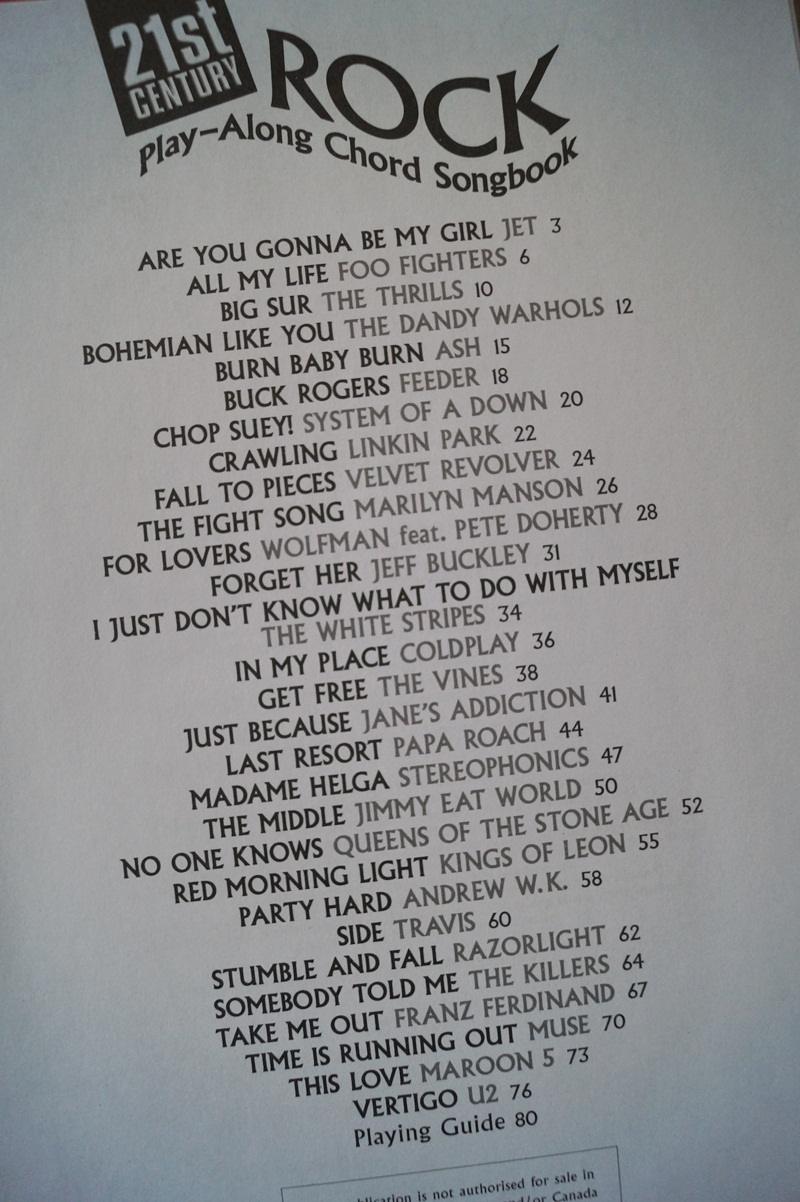 21st
CENTURY
ROCK
Play-Along Chord Songbook
ARE YOU GONNA BE MY GIRL JET 3
ALL MY LIFE FOO FIGHTERS 6
BIG SUR THE THRILLS 10
BOHEMIAN LIKE YOU THE DANDY WARHOLS 12
BURN BABY BURN ASH 15
BUCK ROGERS FEEDER 18
CHOP SUEY! SYSTEM OF A DOWN 20
CRAWLING LINKIN PARK 22
FALL TO PIECES VELVET REVOLVER 24
THE FIGHT SONG MARILYN MANSON 26
FOR LOVERS WOLFMAN feat. PETE DOHERTY 28
FORGET HER JEFF BUCKLEY 31
I JUST DON'T KNOW WHAT TO DO WITH MYSELF
THE WHITE STRIPES 34
IN MY PLACE COLDPLAY 36
GET FREE THE VINES 38
JUST BECAUSE JANE'S ADDICTION 41
LAST RESORT PAPA ROACH 44
MADAME HELGA STEREOPHONICS 47
THE MIDDLE JIMMY EAT WORLD 50
NO ONE KNOWS QUEENS OF THE STONE AGE 52
RED MORNING LIGHT KINGS OF LEON 55
PARTY HARD ANDREW W.K. 58
SIDE TRAVIS 60
STUMBLE AND FALL RAZORLIGHT 62
SOMEBODY TOLD ME THE KILLERS 64
TAKE ME OUT FRANZ FERDINAND 67
TIME IS RUNNING OUT MUSE 70
THIS LOVE MAROON 5 73
VERTIGO U2 76
Playing Guide 80
is not authorised for sale in
Canada